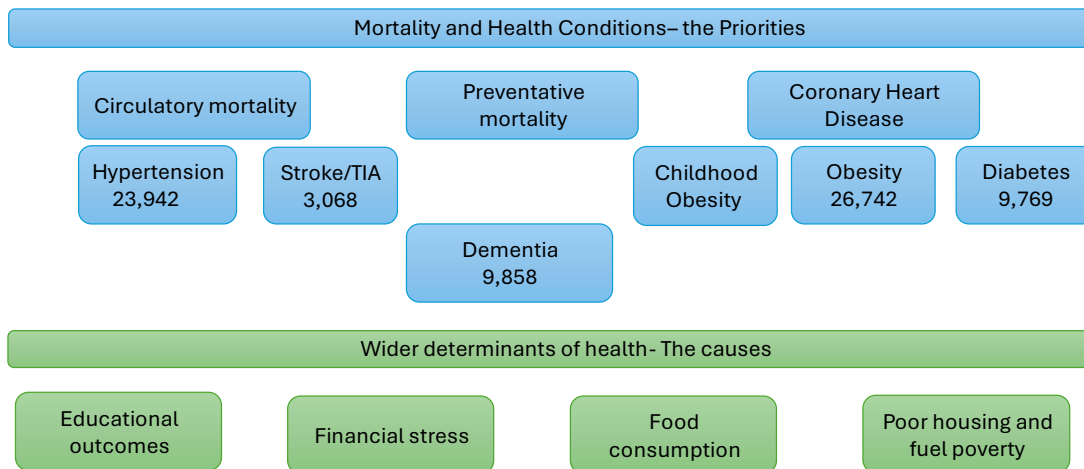 Mortality and Health Conditions– the Priorities
Circulatory mortality
Preventative
mortality
Coronary Heart
Disease
Hypertension
23,942
Stroke/TIA
3,068
Childhood
Obesity
Obesity
26,742
Diabetes
9,769
Dementia
9,858
Wider determinants of health- The causes
Educational
outcomes
Financial stress
Food
consumption
Poor housing and
fuel poverty